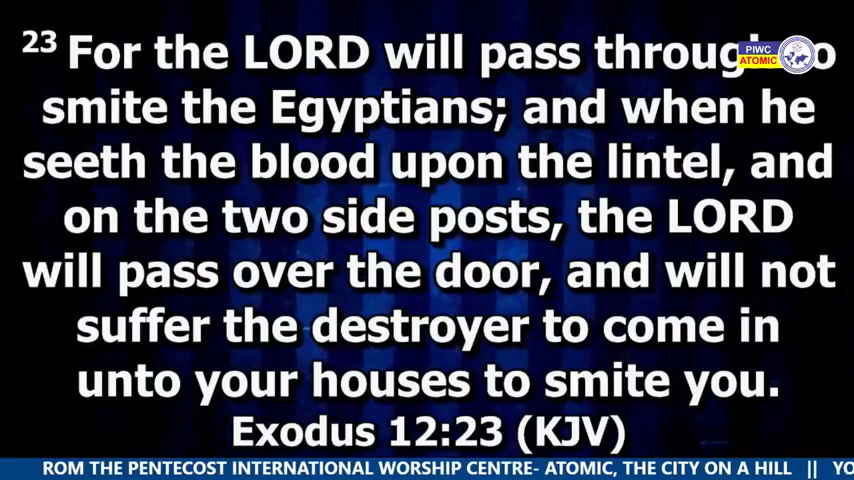 23 For the LORD will pass through to
smite the Egyptians; and when he
seeth the blood upon the lintel, and
on the two side posts, the LORD
will pass over the door, and will not
suffer the destroyer to come in
unto your houses to smite you.
Exodus 12:23 (KJV)
PIWC
ATOMIC
ROM THE PENTECOST INTERNATIONAL WORSHIP CENTRE- ATOMIC, THE CITY ON A HILL || YO